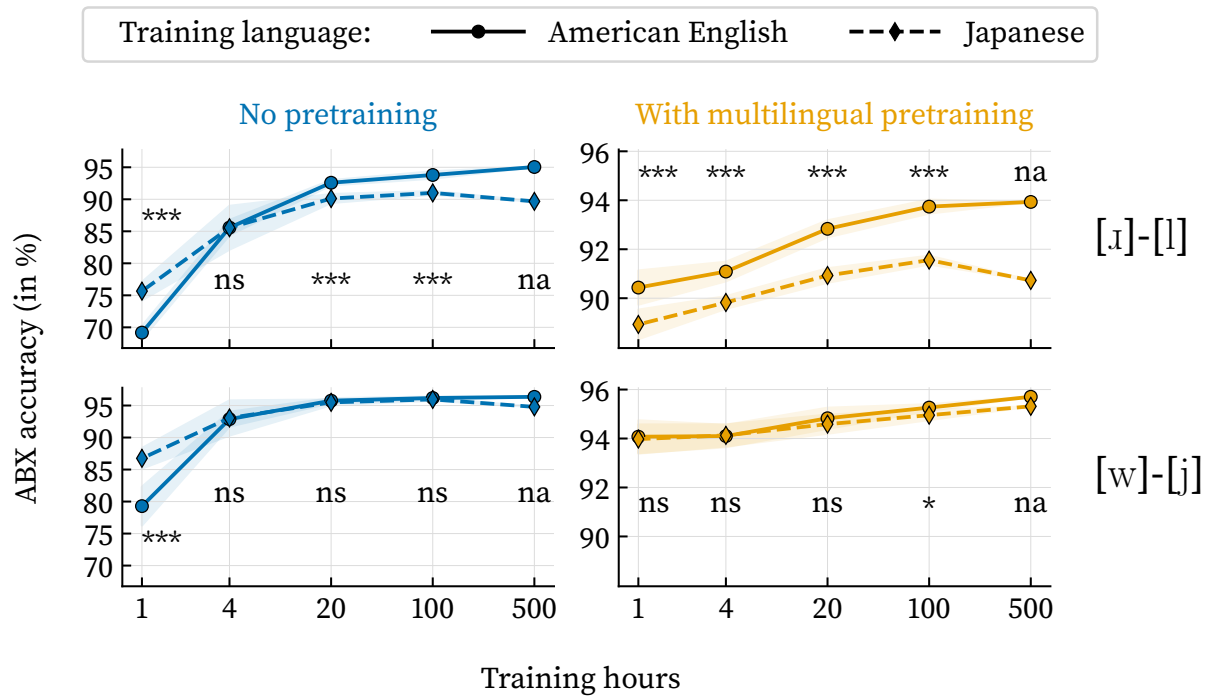 Training language: American English Japanese
No pretraining With multilingual pretraining
ABX accuracy (in %)
95
90
85
80
75
70
*** ns *** *** na
96
94
92
90
*** *** *** *** na
[ɹ]-[l]
95
90
85
80
75
70
*** ns ns ns na
1 4 20 100 500
96
94
92
90
ns ns ns * na
1 4 20 100 500
[w]-[j]
Training hours